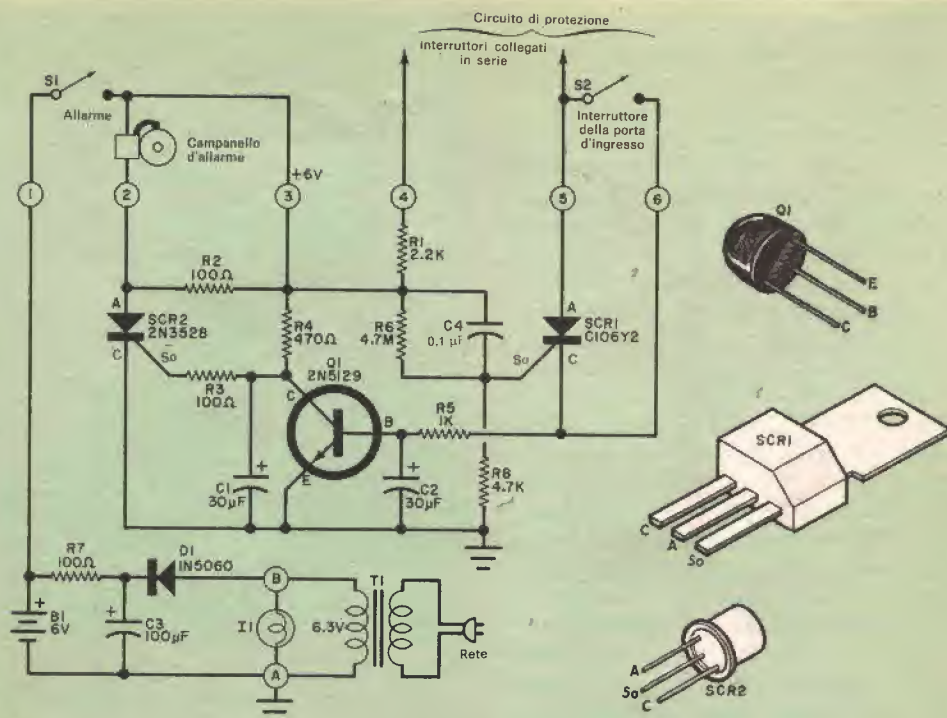 Circuito di protezione
interruttori collegati
in serie
S1
S2
Allarme
Campanello
d'allarme
Interruttore
della porta
d'ingresso
+6V
1
2
3
4
5
6
R1
2.2K
R2
100Ω
A
SCR2
2N3528
C
So
R3
100Ω
R4
470Ω
R6
4.7M
C4
0.1 µF
A
SCR1
C106Y2
So
C
Q1
2N5129
C
B
E
R5
1K
C1
30µF
C2
30µF
R8
4.7K
R7
100Ω
D1
1N5060
B1
6V
C3
100µF
B
I1
A
6.3V
T1
Rete
Q1
E
B
C
SCR1
C
A
So
A
So
C
SCR2